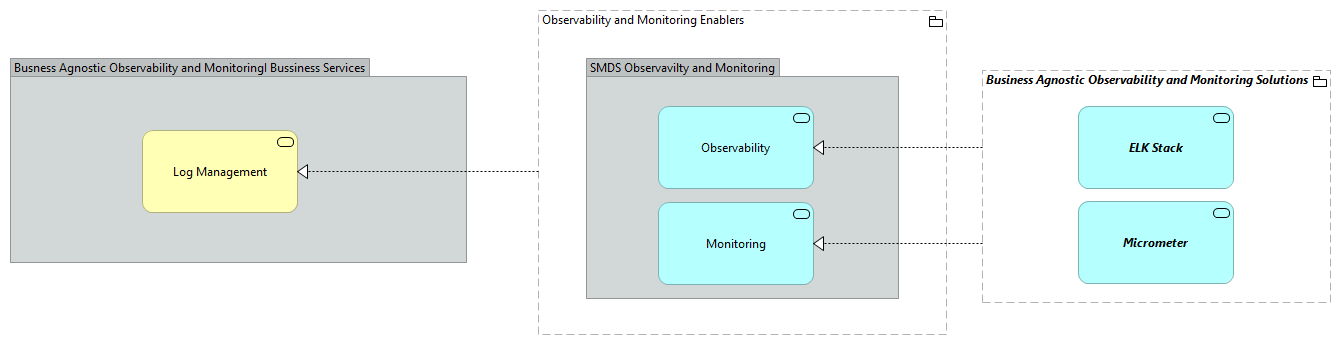 Observability and Monitoring Enablers
Busness Agnostic Observability and Monitoringl Bussiness Services
SMDS Observavilty and Monitoring
Business Agnostic Observability and Monitoring Solutions
Log Management
Observability
ELK Stack
Monitoring
Micrometer